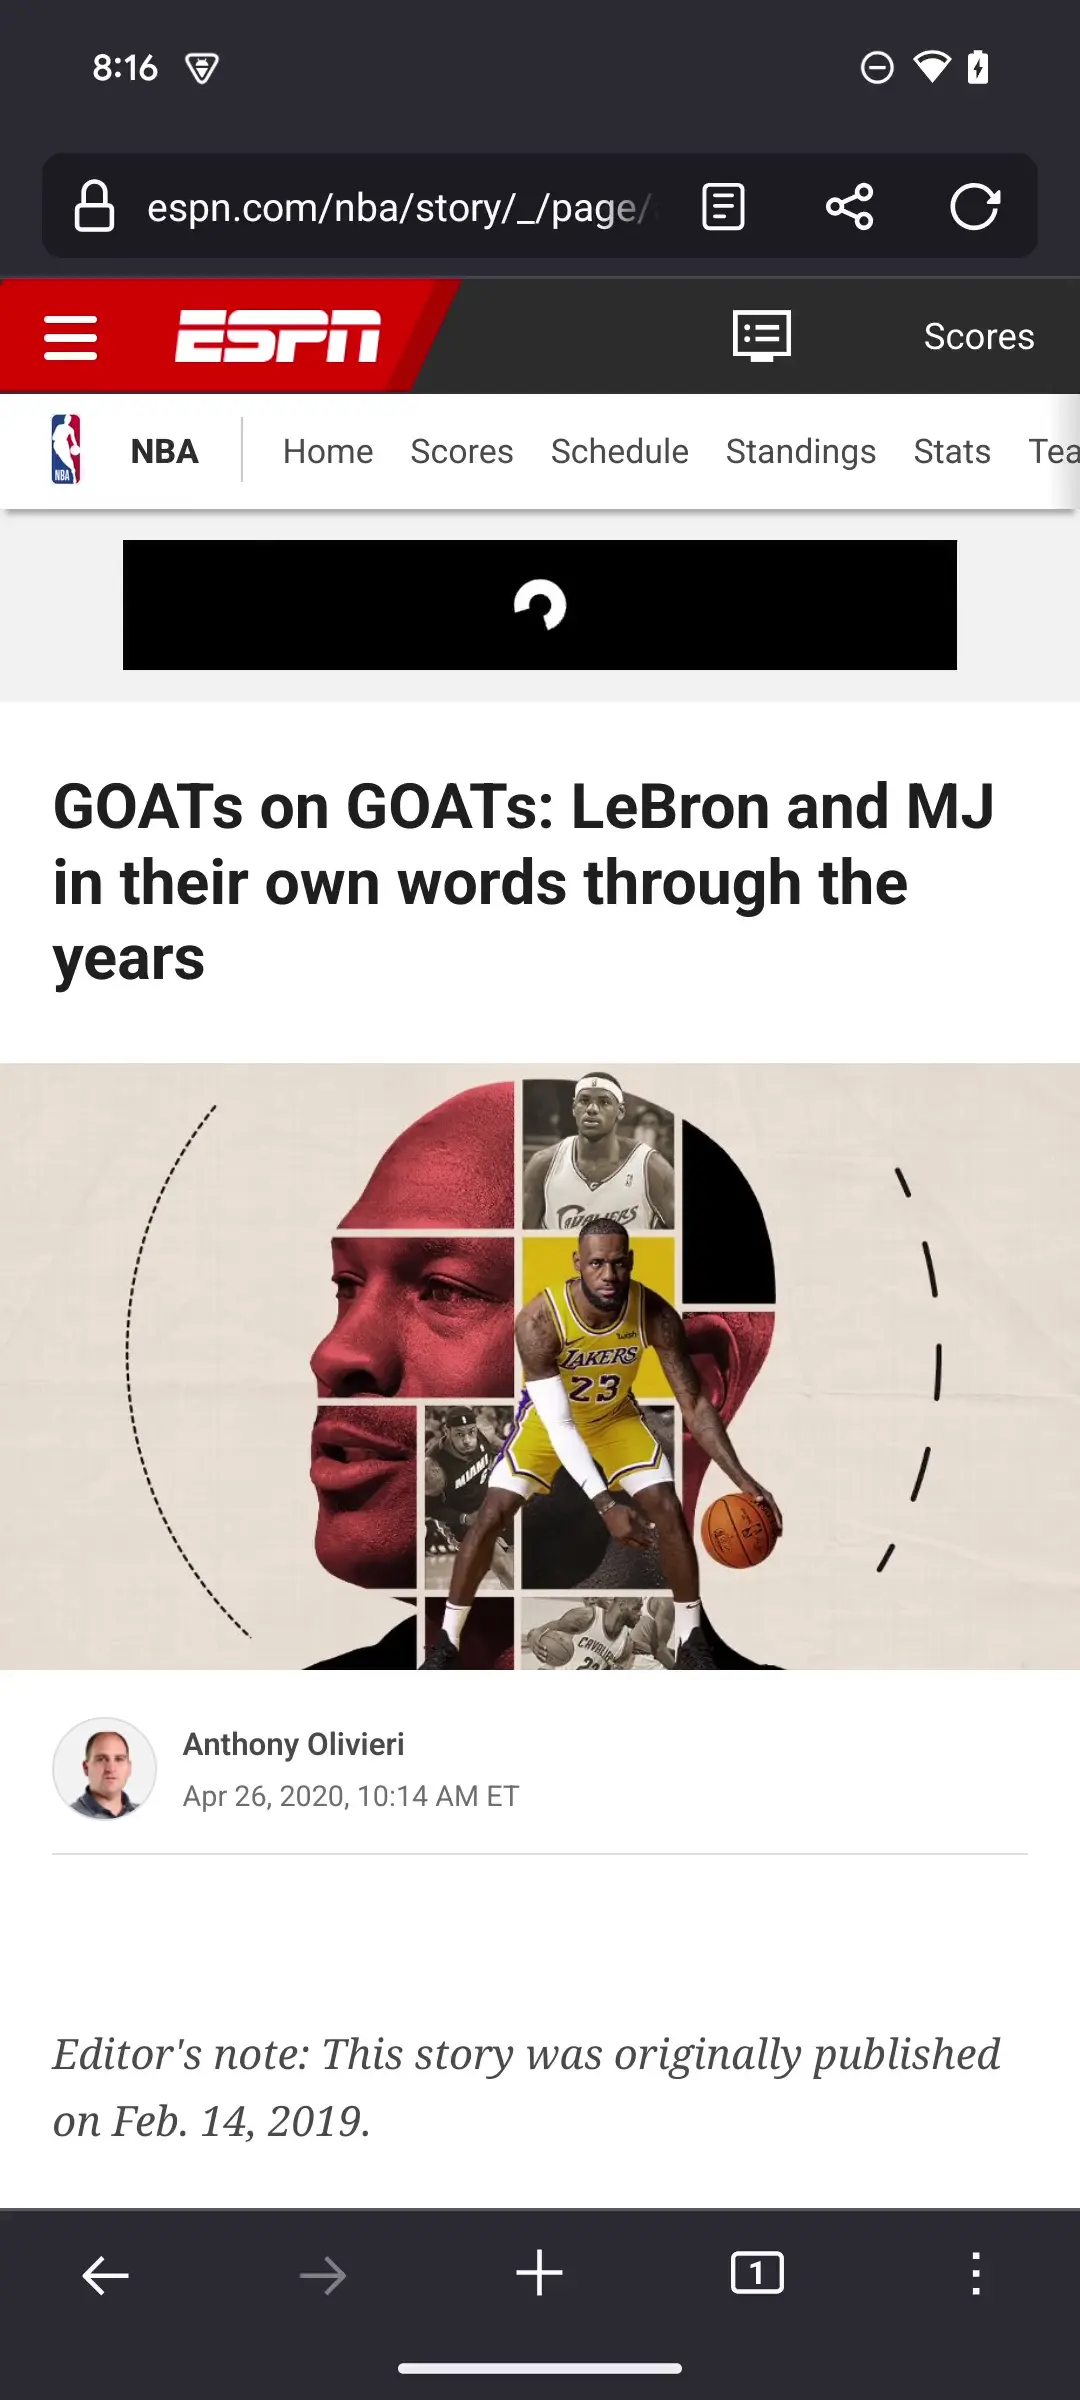 8:16
espn.com/nba/story/_/page/
ESPN
Scores
NBA
NBA
Home Scores Schedule Standings Stats Tea
GOATs on GOATs: LeBron and MJ
in their own words through the
years
CAVALIERS
LAKERS
23
MIAMI
CAVALIERS
23
Anthony Olivieri
Apr 26, 2020, 10:14 AM ET
Editor's note: This story was originally published
on Feb. 14, 2019.
1